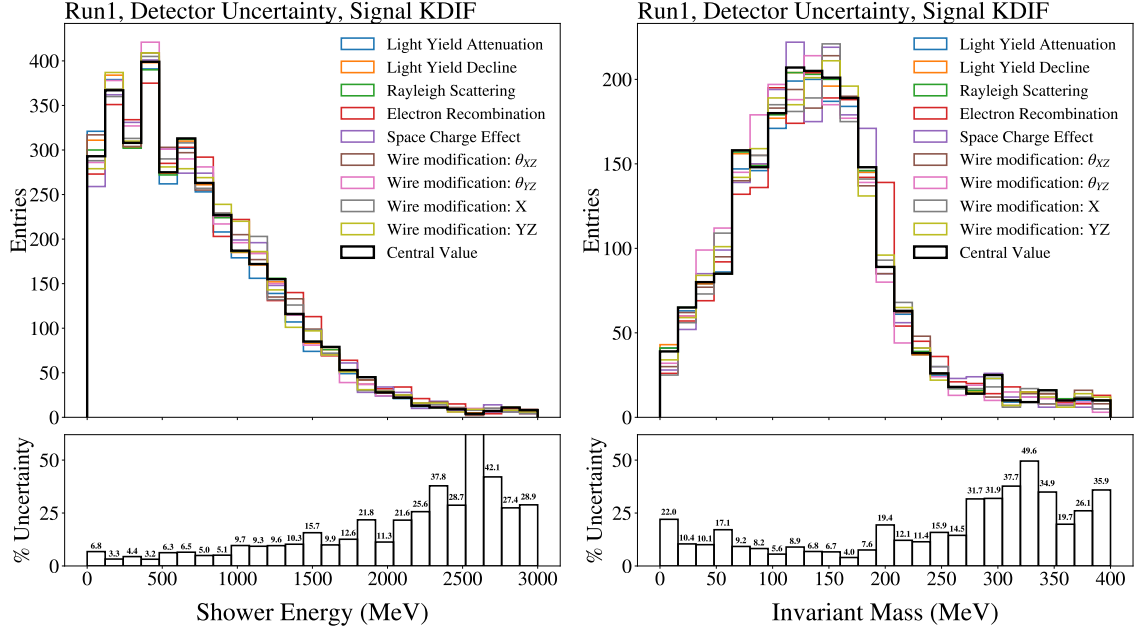 Run1, Detector Uncertainty, Signal KDIF
Entries
400
350
300
250
200
150
100
50
0
Light Yield Attenuation
Light Yield Decline
Rayleigh Scattering
Electron Recombination
Space Charge Effect
Wire modification: θXZ
Wire modification: θYZ
Wire modification: X
Wire modification: YZ
Central Value
% Uncertainty
50
25
0
6.8 3.3 4.4 3.2 6.3 6.5 5.0 5.1 9.7 9.3 9.6 10.3 15.7 9.9 12.6 21.8 11.3 21.6 25.6 37.8 28.7 42.1 27.4 28.9
0 500 1000 1500 2000 2500 3000
Shower Energy (MeV)
Run1, Detector Uncertainty, Signal KDIF
Entries
200
150
100
50
0
Light Yield Attenuation
Light Yield Decline
Rayleigh Scattering
Electron Recombination
Space Charge Effect
Wire modification: θXZ
Wire modification: θYZ
Wire modification: X
Wire modification: YZ
Central Value
% Uncertainty
50
25
0
22.0 10.4 10.1 17.1 9.2 8.2 5.6 8.9 6.8 6.7 4.0 7.6 19.4 12.1 11.4 15.9 14.5 31.7 31.9 37.7 49.6 34.9 19.7 26.1 35.9
0 50 100 150 200 250 300 350 400
Invariant Mass (MeV)